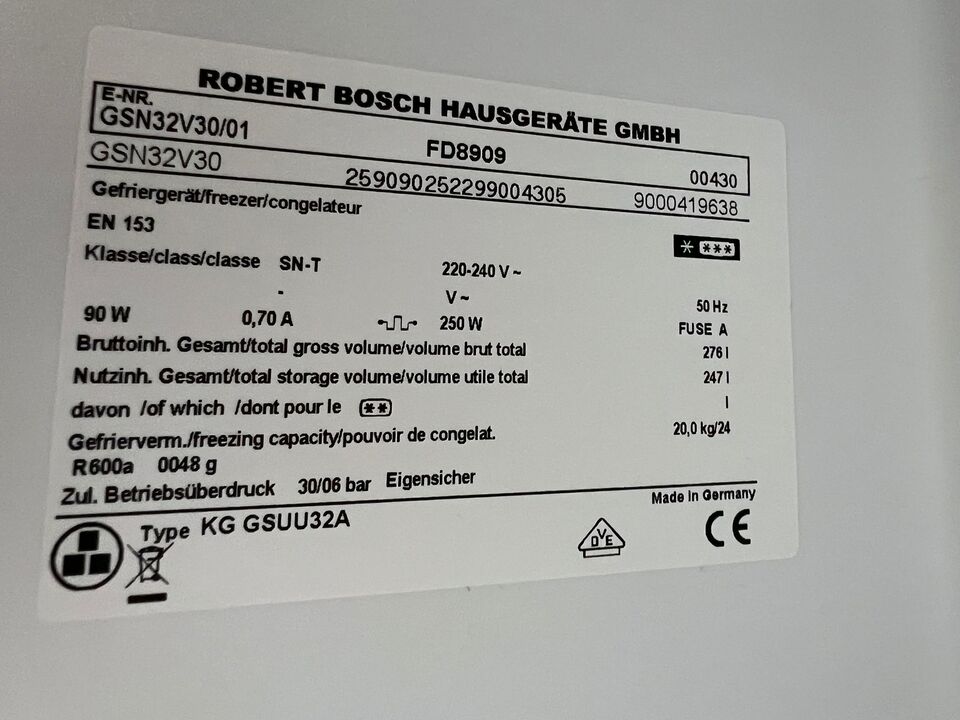 ROBERT BOSCH HAUSGERÄTE GMBH
E-NR.
GSN32V30/01 FD8909 00430
GSN32V30 259090252299004305 9000419638
Gefriergerät/freezer/congelateur
EN 153 * ***
Klasse/class/classe SN-T 220-240 V ~
- V ~ 50 Hz
90 W 0,70 A 250 W FUSE A
Bruttoinh. Gesamt/total gross volume/volume brut total 276 l
Nutzinh. Gesamt/total storage volume/volume utile total 247 l
davon /of which /dont pour le ** l
Gefrierverm./freezing capacity/pouvoir de congelat. 20,0 kg/24
R600a 0048 g
Zul. Betriebsüberdruck 30/06 bar Eigensicher
Made in Germany
Type KG GSUU32A
DVE CE